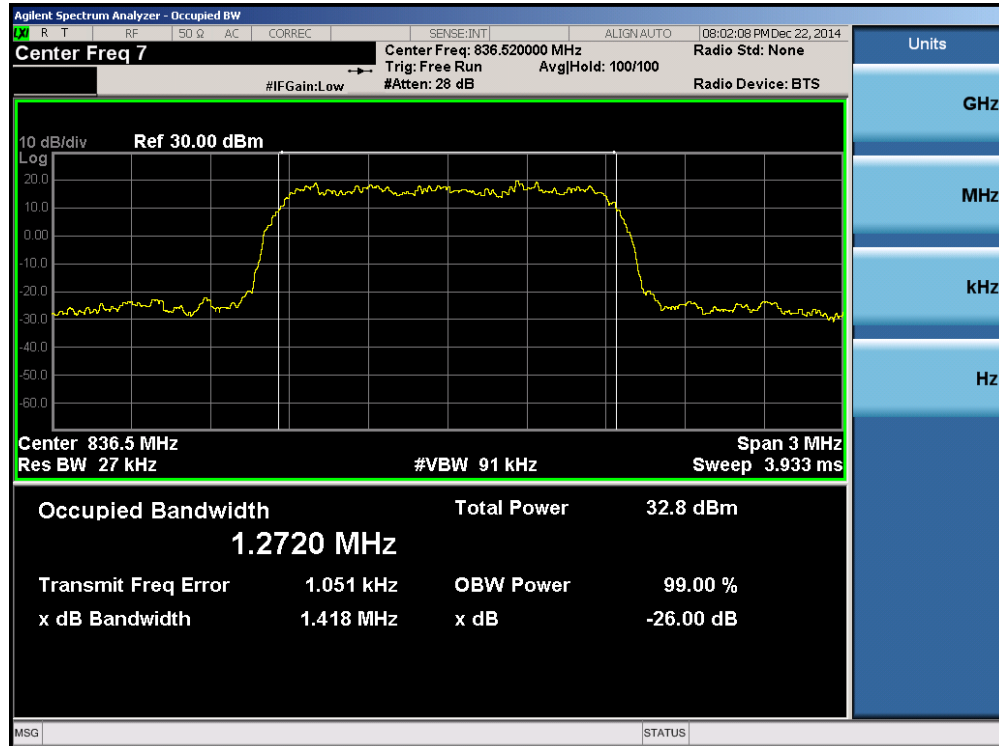 Agilent Spectrum Analyzer - Occupied BW
LXI R T RF 50 Ω AC CORREC SENSE:INT ALIGN AUTO 08:02:08 PM Dec 22, 2014
Center Freq 7
Center Freq: 836.520000 MHz
Radio Std: None
Trig: Free Run
Avg|Hold: 100/100
#IFGain:Low
#Atten: 28 dB
Radio Device: BTS
10 dB/div
Ref 30.00 dBm
Log
20.0
10.0
0.00
-10.0
-20.0
-30.0
-40.0
-50.0
-60.0
Center 836.5 MHz
Span 3 MHz
Res BW 27 kHz
#VBW 91 kHz
Sweep 3.933 ms
Occupied Bandwidth
1.2720 MHz
Total Power 32.8 dBm
Transmit Freq Error 1.051 kHz
OBW Power 99.00 %
x dB Bandwidth 1.418 MHz
x dB -26.00 dB
MSG
STATUS
Units
GHz
MHz
kHz
Hz